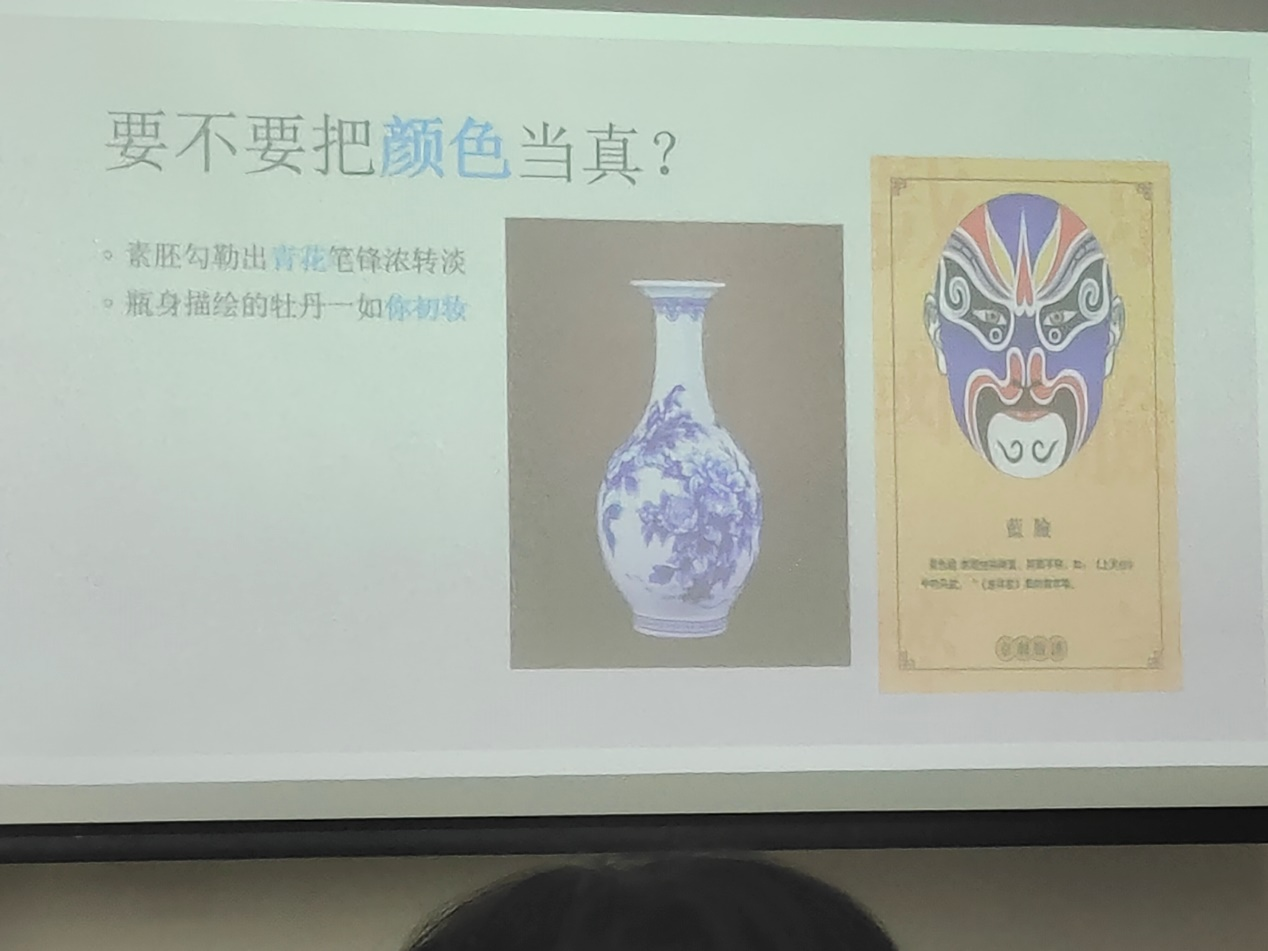 要不要把颜色当真？
素胚勾勒出青花笔锋浓转淡
瓶身描绘的牡丹一如你初妆
藍臉